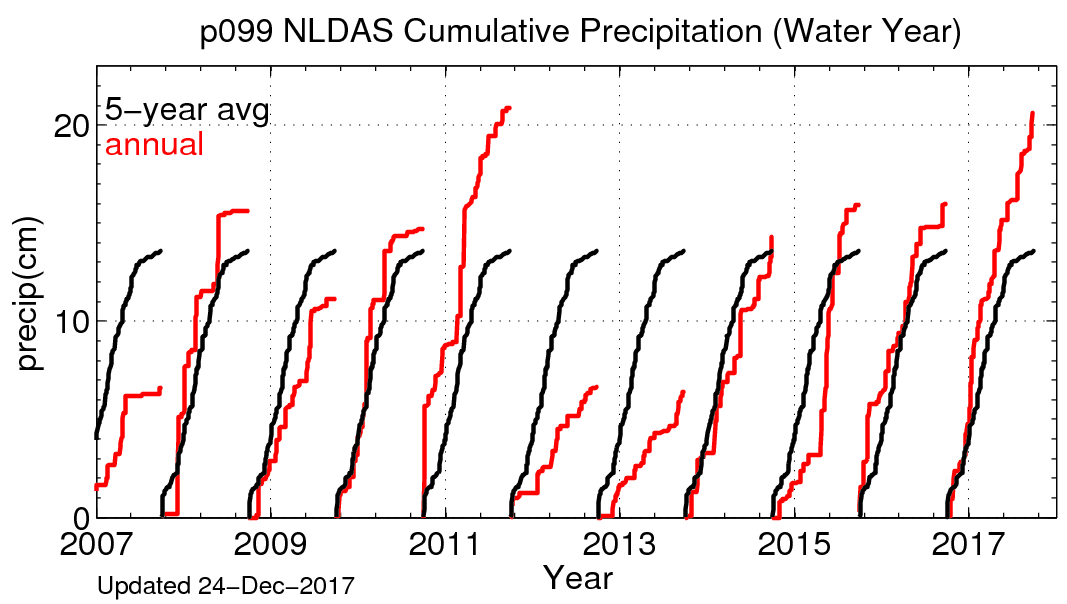 p099 NLDAS Cumulative Precipitation (Water Year)
5−year avg
annual
20
10
0
precip(cm)
2007 2009 2011 2013 2015 2017
Year
Updated 24−Dec−2017